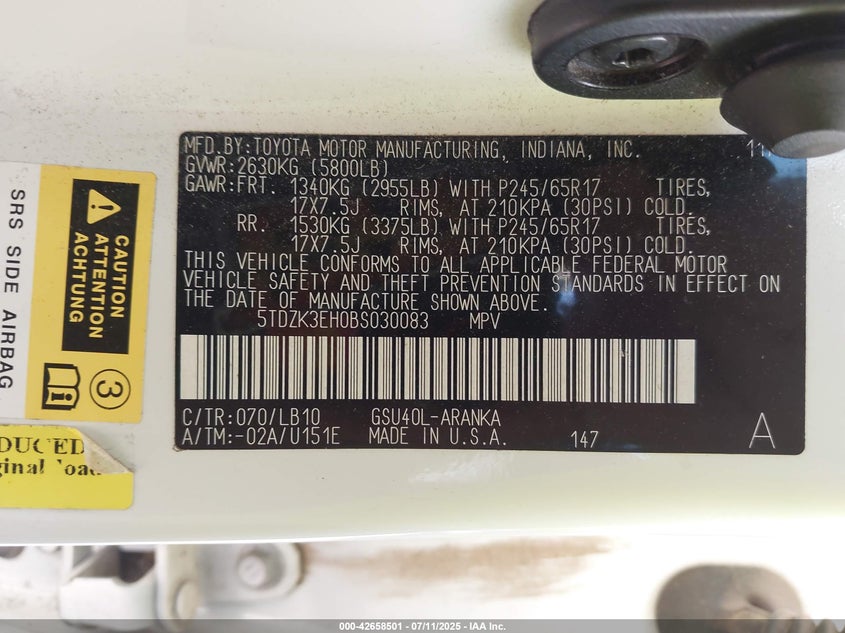 MFD.BY:TOYOTA MOTOR MANUFACTURING, INDIANA, INC.
GVWR:2630KG (5800LB)
GAWR:FRT. 1340KG (2955LB) WITH P245/65R17 TIRES,
17X7.5J RIMS, AT 210KPA (30PSI) COLD.
RR. 1530KG (3375LB) WITH P245/65R17 TIRES,
17X7.5J RIMS, AT 210KPA (30PSI) COLD.
THIS VEHICLE CONFORMS TO ALL APPLICABLE FEDERAL MOTOR
VEHICLE SAFETY AND THEFT PREVENTION STANDARDS IN EFFECT ON
THE DATE OF MANUFACTURE SHOWN ABOVE.
5TDZK3EH0BS030083 MPV
C/TR:070/LB10 GSU40L-ARANKA
A/TM:-02A/U151E MADE IN U.S.A. 147 A
CAUTION
ATTENTION
ACHTUNG
SRS SIDE AIRBAG
3
DUCED
ginal
000-42658501 / 07/11/2025 - IAA Inc.